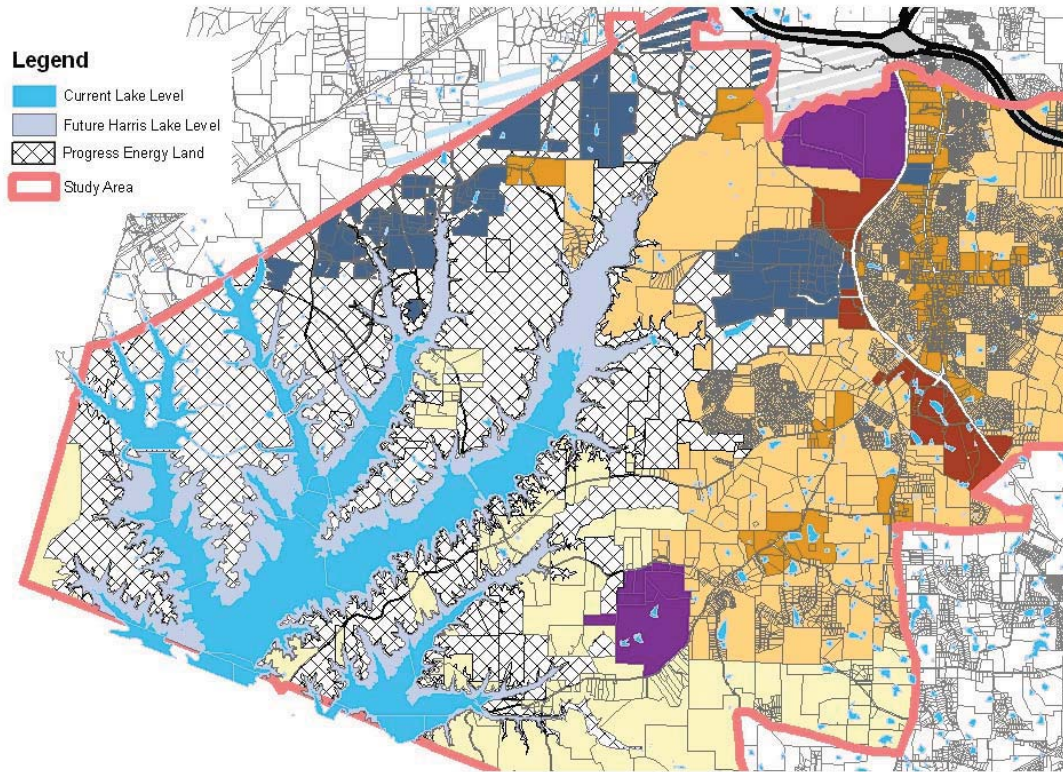 Legend
Current Lake Level
Future Harris Lake Level
Progress Energy Land
Study Area